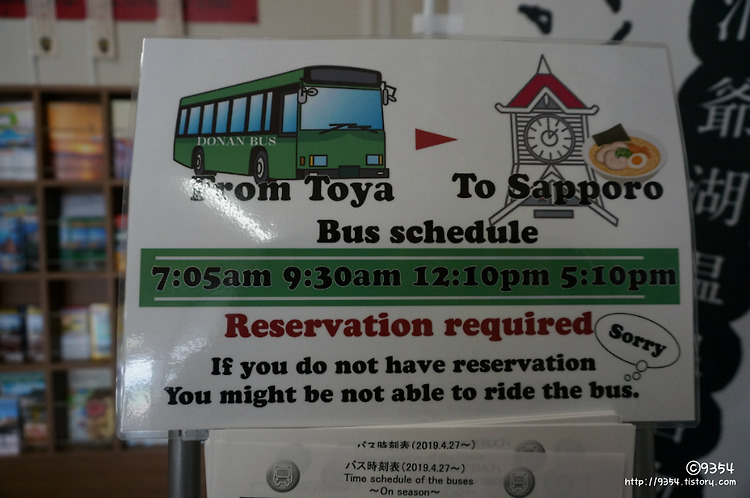 DONAN BUS
From Toya
To Sapporo
Bus schedule
7:05am 9:30am 12:10pm 5:10pm
Reservation required
Sorry
If you do not have reservation
You might be not able to ride the bus.
バス時刻表(2019.4.27~)
バス時刻表(2019.4.27~)
Time schedule of the buses
~On season~
爺湖温
©9354
http://9354.tistory.com/